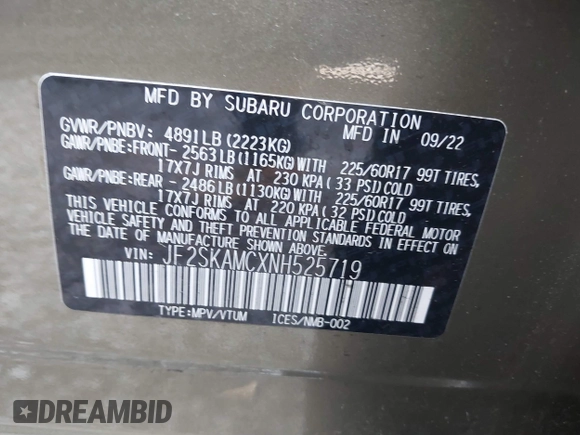 MFD BY SUBARU CORPORATION
GVWR/PNBV: 4891LB (2223KG) MFD IN 09/22
GAWR/PNBE:FRONT- 2563LB(1165KG)WITH 225/60R17 99T TIRES,
17X7J RIMS AT 230 KPA(33 PSI)COLD
GAWR/PNBE:REAR - 2486LB(1130KG)WITH 225/60R17 99T TIRES,
17X7J RIMS AT 220 KPA(32 PSI)COLD
THIS VEHICLE CONFORMS TO ALL APPLICABLE FEDERAL MOTOR
VEHICLE SAFETY AND THEFT PREVENTION STANDARDS IN EFFECT ON
THE DATE OF MANUFACTURE SHOWN ABOVE.
VIN: JF2SKAMCXNH525719
TYPE:MPV/VTUM ICES/NMB-002
DREAMBID